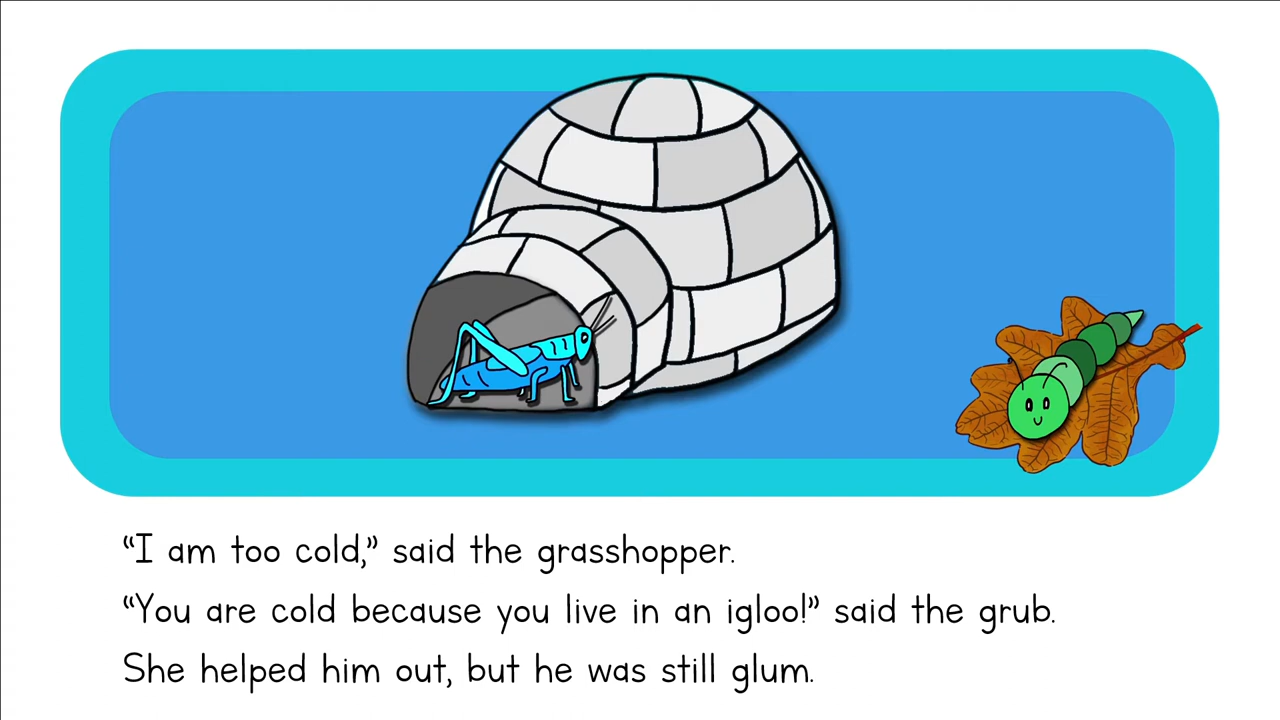 “I am too cold,” said the grasshopper.
“You are cold because you live in an igloo!” said the grub.
She helped him out, but he was still glum.